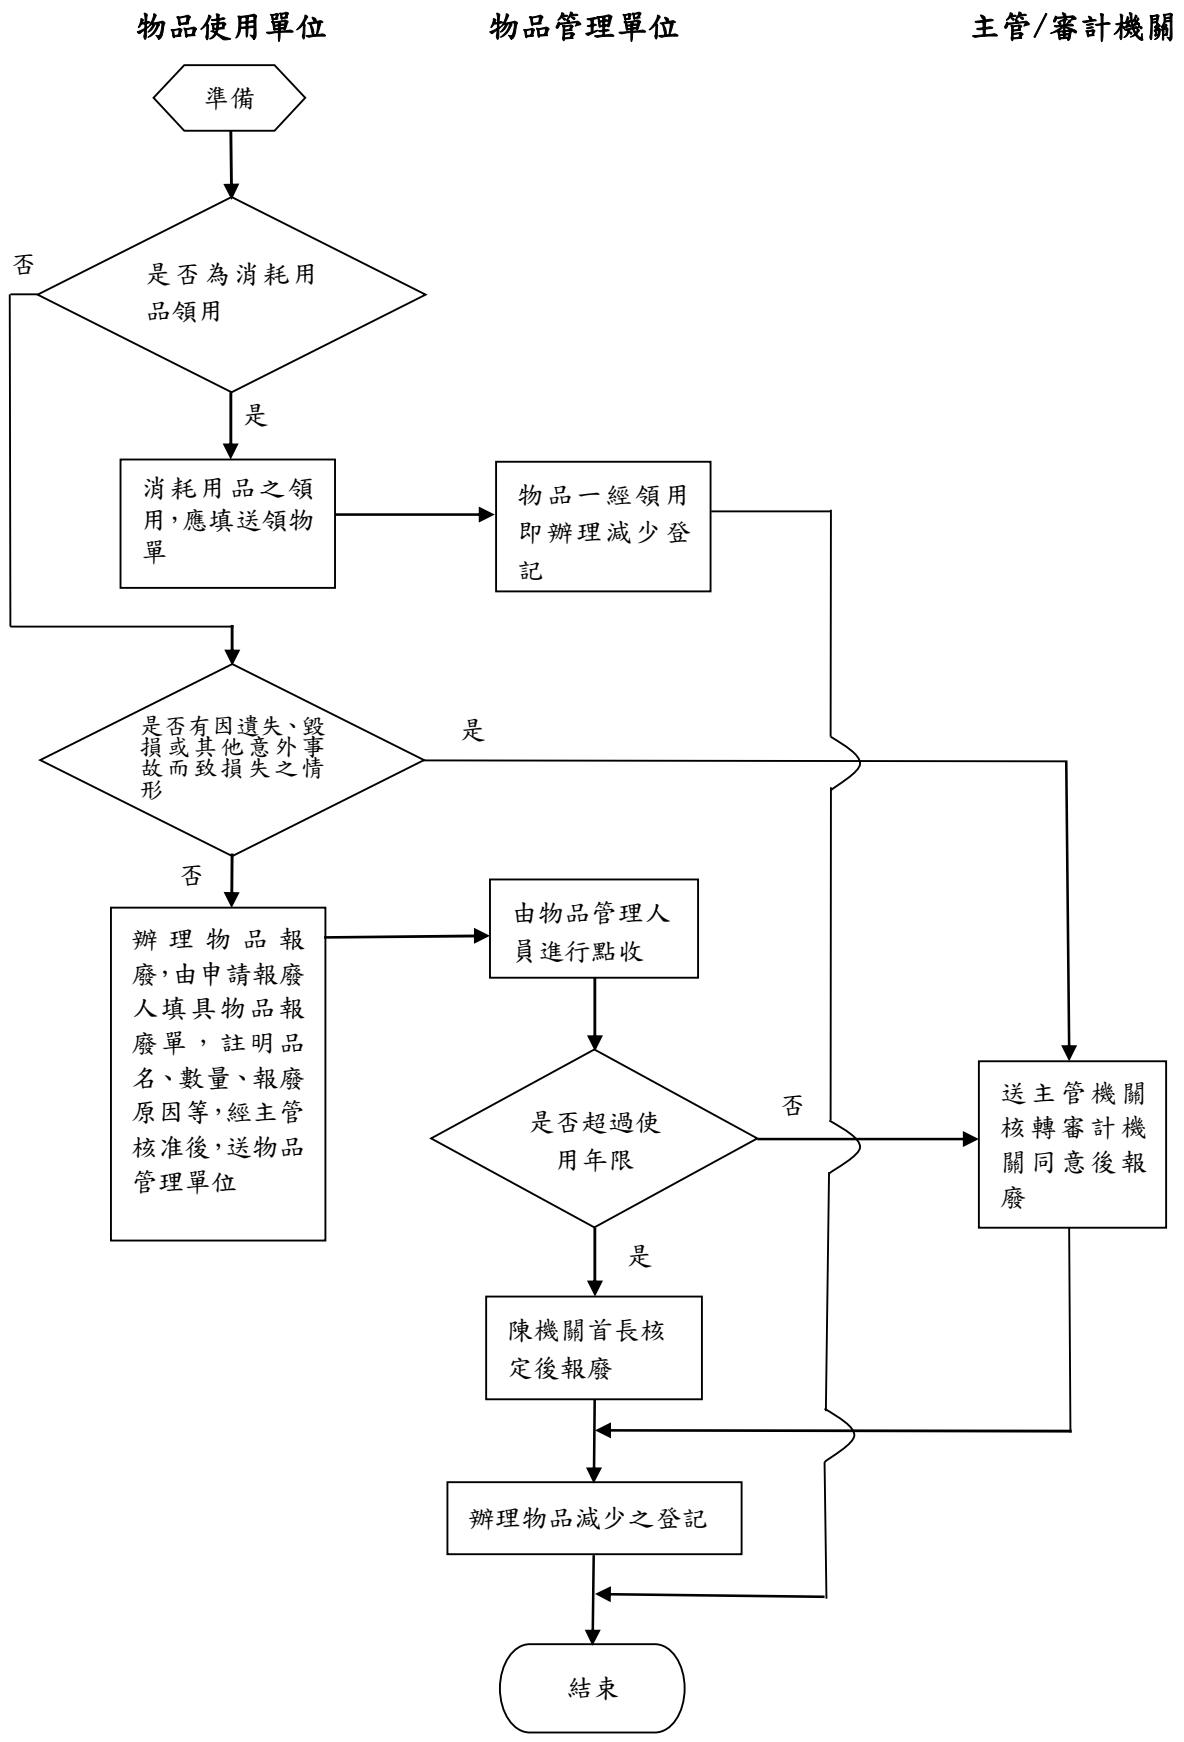 物品使用單位
物品管理單位
主管/審計機關
準備
否
是否為消耗用
品領用
是
消耗用品之領
用，應填送領物
單
物品一經領用
即辦理減少登
記
是否有因遺失、毀
損或其他意外事
故而致損失之情
形
是
否
辦理物品報
廢，由申請報廢
人填具物品報
廢單，註明品
名、數量、報廢
原因等，經主管
核准後，送物品
管理單位
由物品管理人
員進行點收
是否超過使
用年限
否
送主管機關
核轉審計機
關同意後報
廢
是
陳機關首長核
定後報廢
辦理物品減少之登記
結束